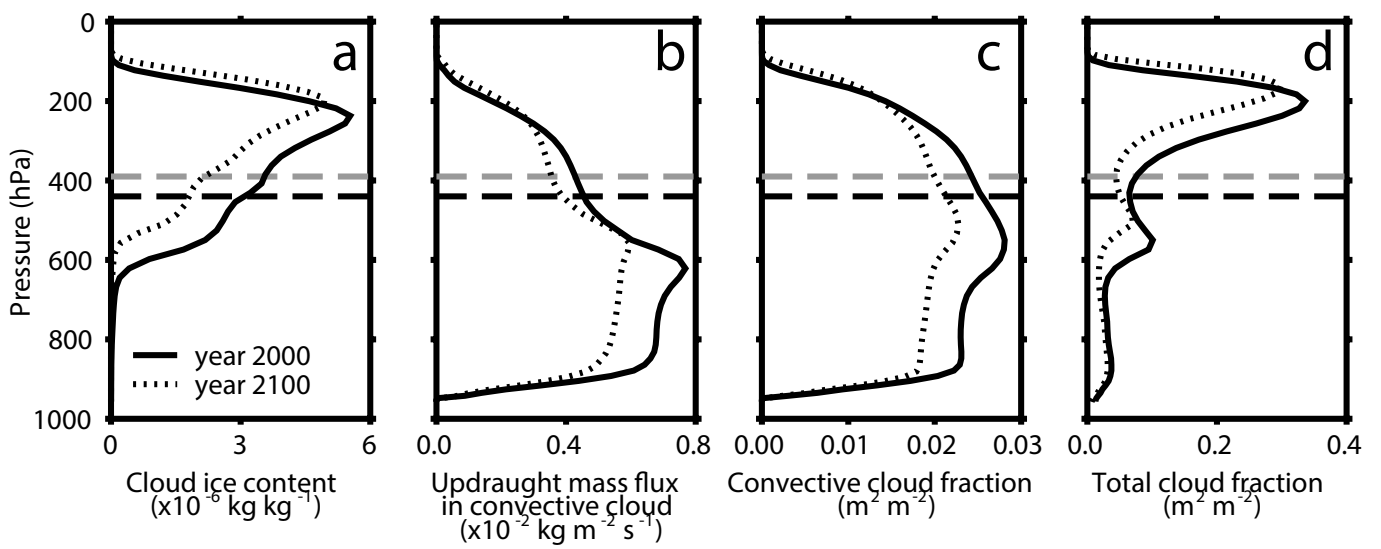 0
200
400
600
800
1000
Pressure (hPa)
a
b
c
d
year 2000
year 2100
0 3 6
0.0 0.4 0.8
0.00 0.01 0.02 0.03
0.0 0.2 0.4
Cloud ice content
(x10⁻⁶ kg kg⁻¹)
Updraught mass flux
in convective cloud
(x10⁻² kg m⁻² s⁻¹)
Convective cloud fraction
(m² m⁻²)
Total cloud fraction
(m² m⁻²)